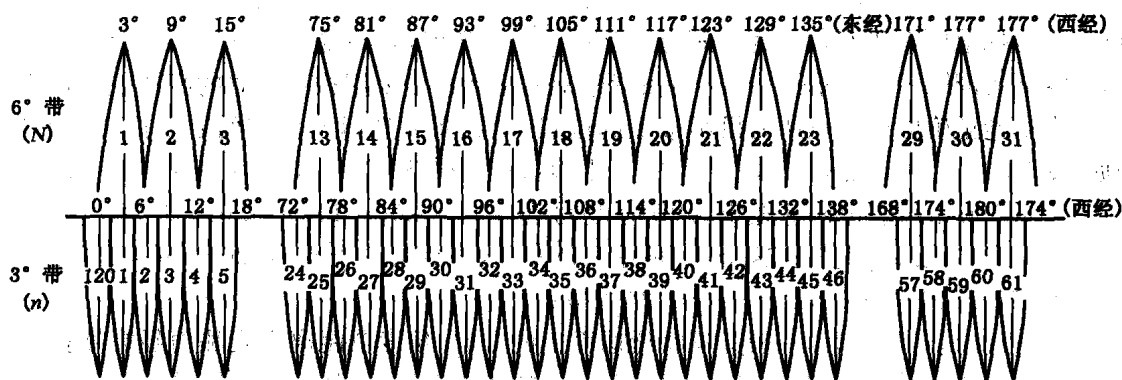 3° 9° 15° 75° 81° 87° 93° 99° 105° 111° 117° 123° 129° 135°(东经) 171° 177° 177° (西经)
6° 带
(N)
1 2 3 13 14 15 16 17 18 19 20 21 22 23 29 30 31
0° 6° 12° 18° 72° 78° 84° 90° 96° 102° 108° 114° 120° 126° 132° 138° 168° 174° 180° 174° (西经)
3° 带
(n)
120 1 2 3 4 5 24 25 26 27 28 29 30 31 32 33 34 35 36 37 38 39 40 41 42 43 44 45 46 57 58 59 60 61